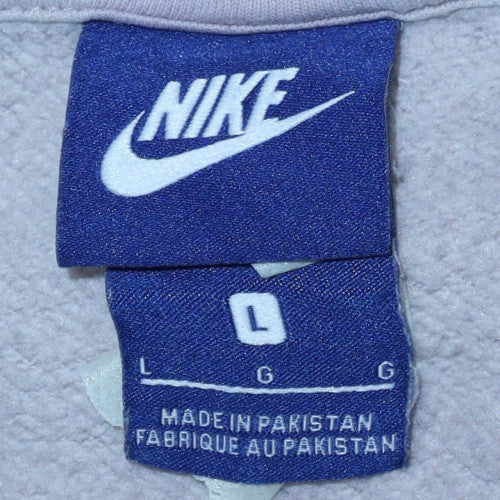 NIKE
L
L G G
MADE IN PAKISTAN
FABRIQUE AU PAKISTAN